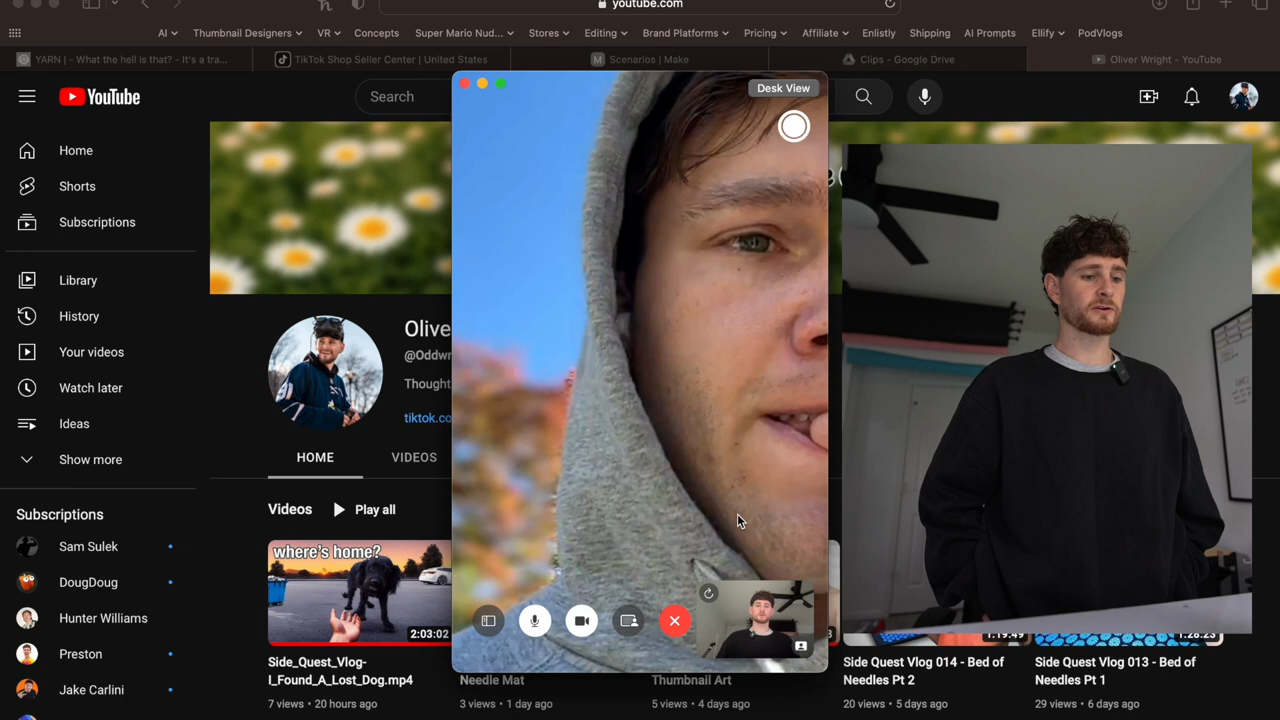 youtube.com
AI
Thumbnail Designers
VR
Concepts
Super Mario Nud...
Stores
Editing
Brand Platforms
Pricing
Affiliate
Enlistly
Shipping
AI Prompts
Ellify
PodVlogs
YARN | - What the hell is that? - It's a tra...
TikTok Shop Seller Center | United States
Scenarios | Make
Clips - Google Drive
Oliver Wright - YouTube
YouTube
Search
Desk View
Home
Shorts
Subscriptions
Library
History
Your videos
Watch later
Ideas
Show more
Subscriptions
Sam Sulek
DougDoug
Hunter Williams
Preston
Jake Carlini
Olive
@Oddwr
Thought
tiktok.co
HOME
VIDEOS
Videos
Play all
where's home?
2:03:02
1:19:49
1:28:23
Side_Quest_Vlog-
I_Found_A_Lost_Dog.mp4
7 views • 20 hours ago
Needle Mat
3 views • 1 day ago
Thumbnail Art
5 views • 4 days ago
Side Quest Vlog 014 - Bed of
Needles Pt 2
20 views • 5 days ago
Side Quest Vlog 013 - Bed of
Needles Pt 1
29 views • 6 days ago